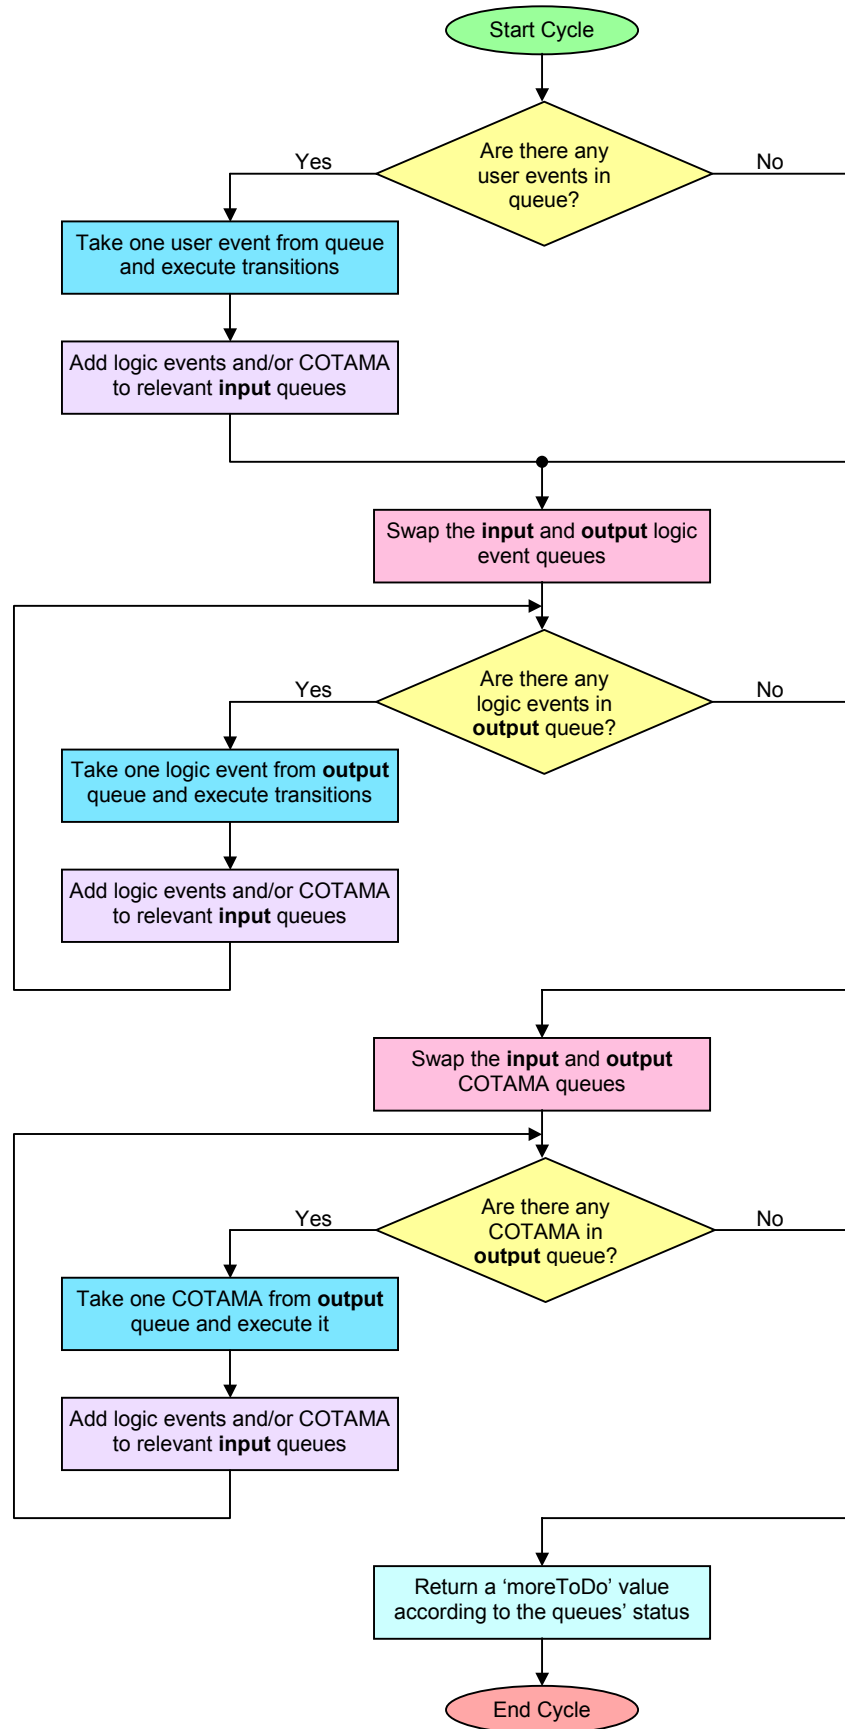 Start Cycle
Are there any
user events in
queue?
Yes
No
Take one user event from queue
and execute transitions
Add logic events and/or COTAMA
to relevant input queues
Swap the input and output logic
event queues
Are there any
logic events in
output queue?
Yes
No
Take one logic event from output
queue and execute transitions
Add logic events and/or COTAMA
to relevant input queues
Swap the input and output
COTAMA queues
Are there any
COTAMA in
output queue?
Yes
No
Take one COTAMA from output
queue and execute it
Add logic events and/or COTAMA
to relevant input queues
Return a ‘moreToDo’ value
according to the queues’ status
End Cycle